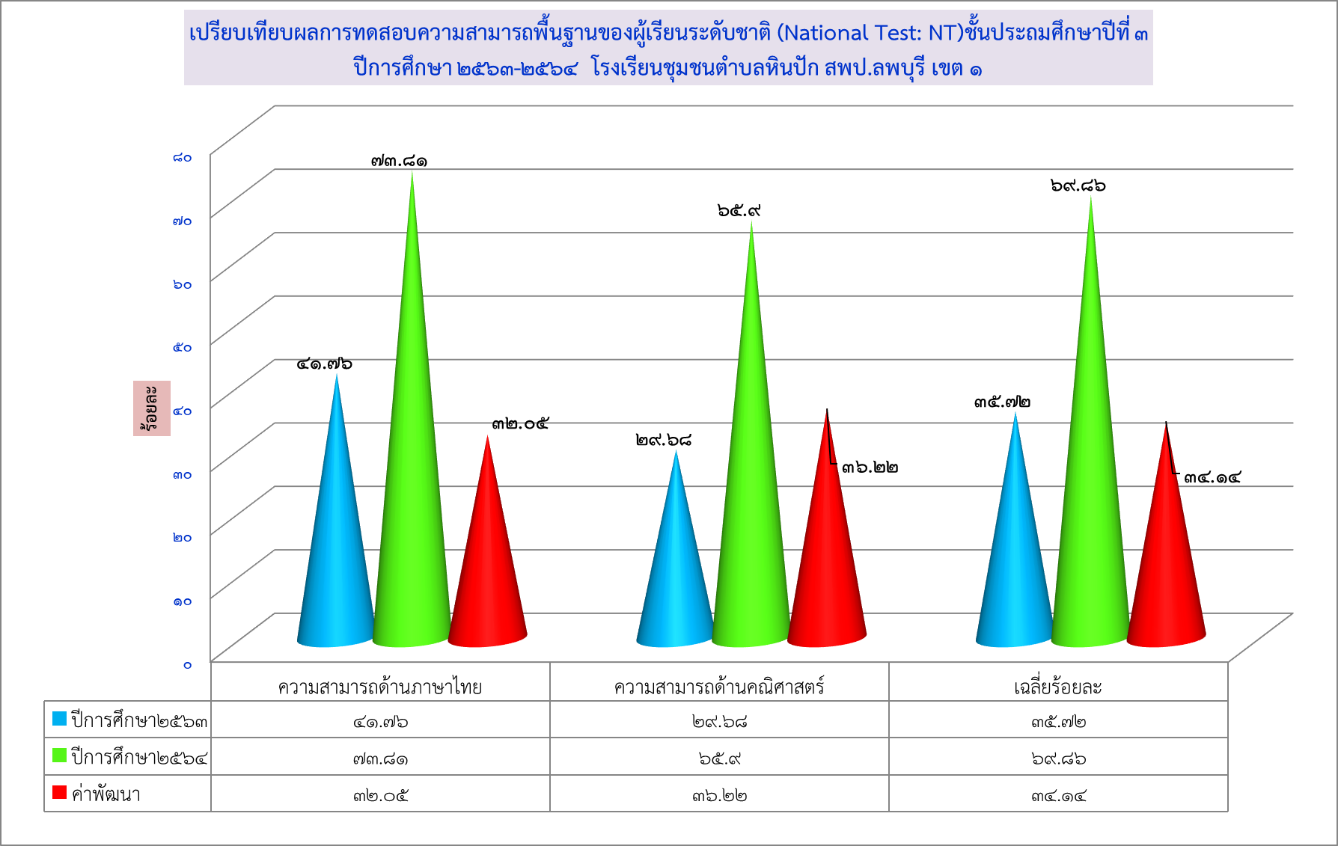 เปรียบเทียบผลการทดสอบความสามารถพื้นฐานของผู้เรียนระดับชาติ (National Test: NT)ชั้นประถมศึกษาปีที่ ๓
ปีการศึกษา ๒๕๖๓-๒๕๖๔ โรงเรียนชุมชนตำบลหินปัก สพป.ลพบุรี เขต ๑
ร้อยละ
๘๐
๗๐
๖๐
๕๐
๔๐
๓๐
๒๐
๑๐
๐
๔๑.๗๖
๗๓.๘๑
๓๒.๐๕
๒๙.๖๘
๖๕.๙
๓๖.๒๒
๓๕.๗๒
๖๙.๘๖
๓๔.๑๔
ความสามารถด้านภาษาไทย ความสามารถด้านคณิศาสตร์ เฉลี่ยร้อยละ
ปีการศึกษา๒๕๖๓ ๔๑.๗๖ ๒๙.๖๘ ๓๕.๗๒
ปีการศึกษา๒๕๖๔ ๗๓.๘๑ ๖๕.๙ ๖๙.๘๖
ค่าพัฒนา ๓๒.๐๕ ๓๖.๒๒ ๓๔.๑๔